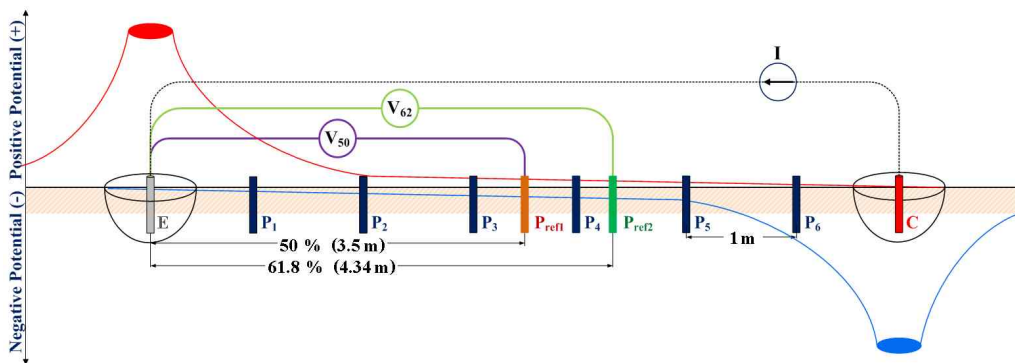 Negative Potential (-) Positive Potential (+)
I
V62
V50
E
P1
P2
P3
Pref1
P4
Pref2
P5
P6
C
50 % (3.5 m)
1 m
61.8 % (4.34 m)